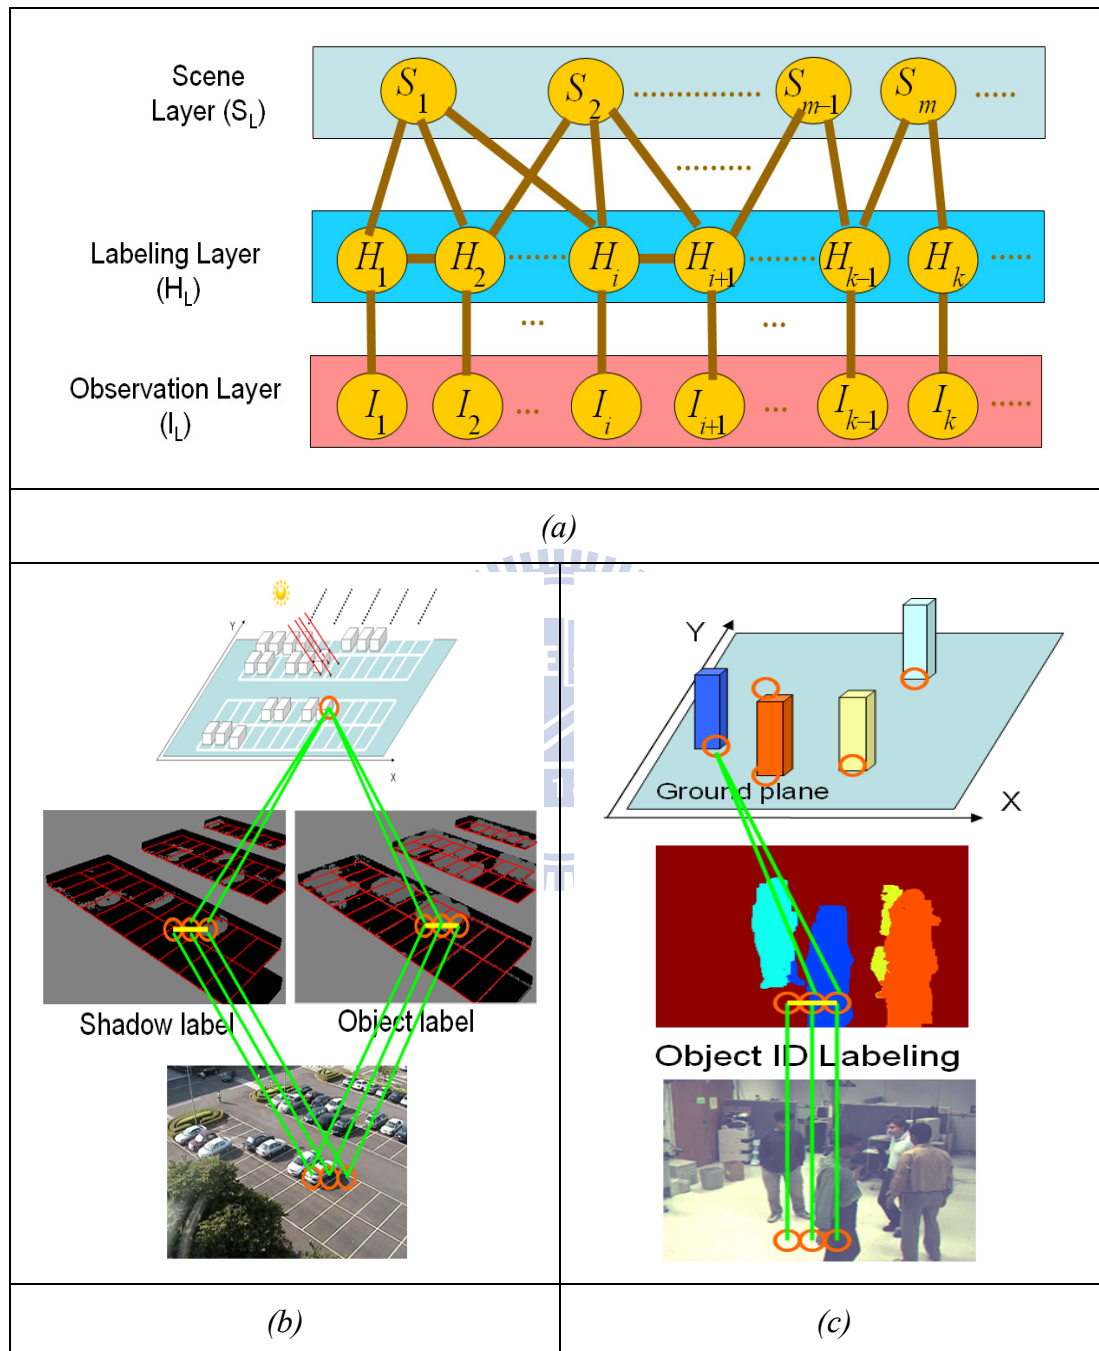 Scene
Layer (S_L)
S_1 S_2 S_m-1 S_m
Labeling Layer
(H_L)
H_1 H_2 H_i H_i+1 H_k-1 H_k
Observation Layer
(I_L)
I_1 I_2 ... I_i I_i+1 ... I_k-1 I_k
(a)
Y
X
Shadow label
Object label
Y
Ground plane
X
Object ID Labeling
(b)
(c)